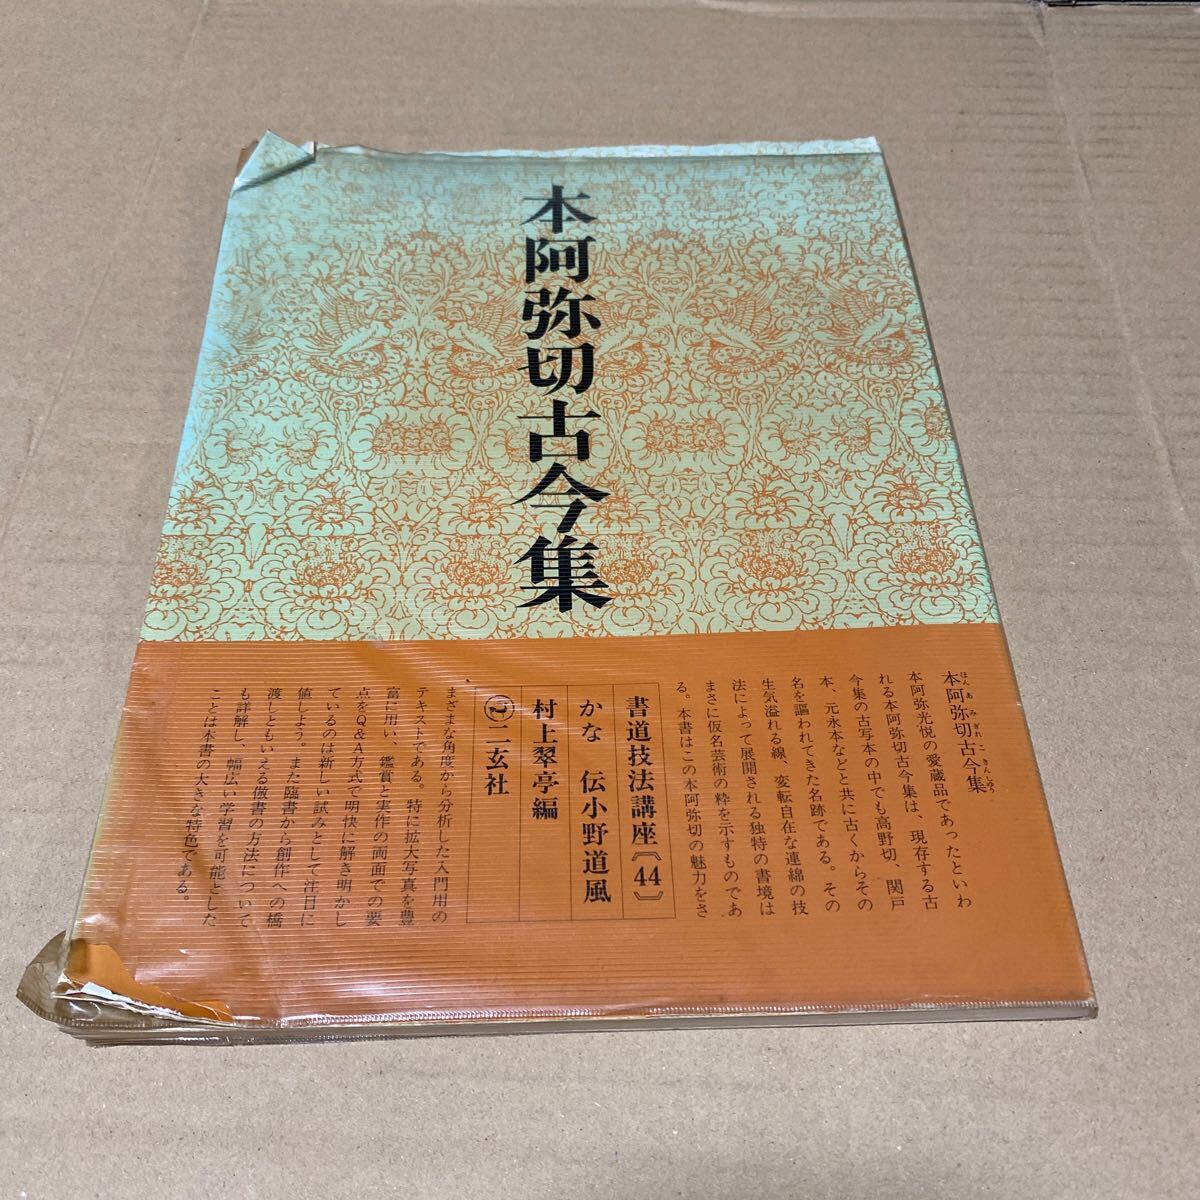 本阿弥切古今集
本阿弥切古今集
ほんあみぎれこきんしゅう
本阿弥光悦の愛蔵品であったといわ
れる本阿弥切古今集は、現存する古
今集の古写本の中でも高野切、関戸
本、元永本などと共に古くからその
名を謳われてきた名跡である。その
生気溢れる線、変転自在な連綿の技
法によって展開される独特の書境は
まさに仮名芸術の粋を示すものであ
る。本書はこの本阿弥切の魅力をさ
書道技法講座〘44〙
かな 伝小野道風
村上翠亭編
二玄社
まざまな角度から分析した入門用の
テキストである。特に拡大写真を豊
富に用い、鑑賞と実作の両面での要
点をQ&A方式で明快に解き明かし
ているのは新しい試みとして注目に
値しよう。また臨書から創作への橋
渡しともいえる倣書の方法について
も詳解し、幅広い学習を可能とした
ことは本書の大きな特色である。